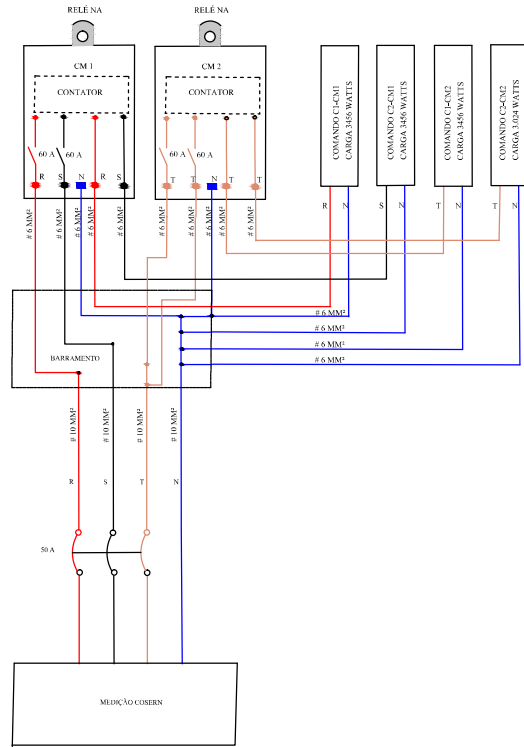 RELÉ NA
RELÉ NA
CM 1
CONTATOR
60 A
60 A
R
S
N
R
S
CM 2
CONTATOR
60 A
60 A
T
T
N
T
T
COMANDO C1-CM1
CARGA 3456 WATTS
COMANDO C2-CM1
CARGA 3456 WATTS
COMANDO C1-CM2
CARGA 3456 WATTS
COMANDO C2-CM2
CARGA 3.024 WATTS
R
N
S
N
T
N
T
N
# 6 MM²
# 6 MM²
# 6 MM²
# 6 MM²
# 6 MM²
# 6 MM²
# 6 MM²
# 6 MM²
# 6 MM²
# 6 MM²
# 6 MM²
# 6 MM²
# 6 MM²
BARRAMENTO
# 10 MM²
# 10 MM²
# 10 MM²
# 10 MM²
R
S
T
N
50 A
MEDIÇÃO COSERN